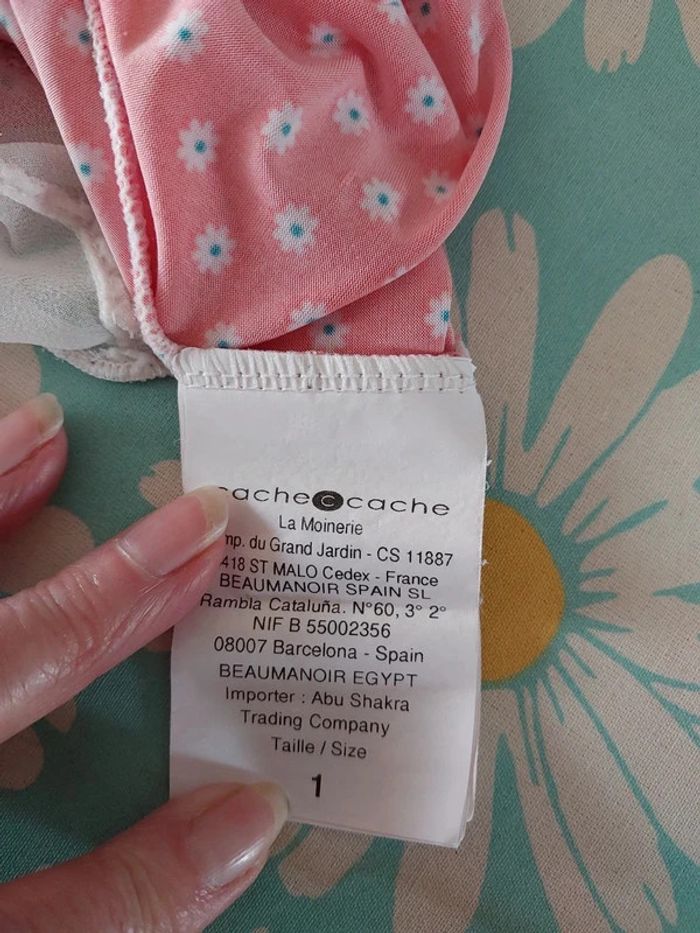 cache c cache
La Moinerie
mp. du Grand Jardin - CS 11887
418 ST MALO Cedex - France
BEAUMANOIR SPAIN SL
Rambla Cataluña. N°60, 3° 2°
NIF B 55002356
08007 Barcelona - Spain
BEAUMANOIR EGYPT
Importer : Abu Shakra
Trading Company
Taille / Size
1